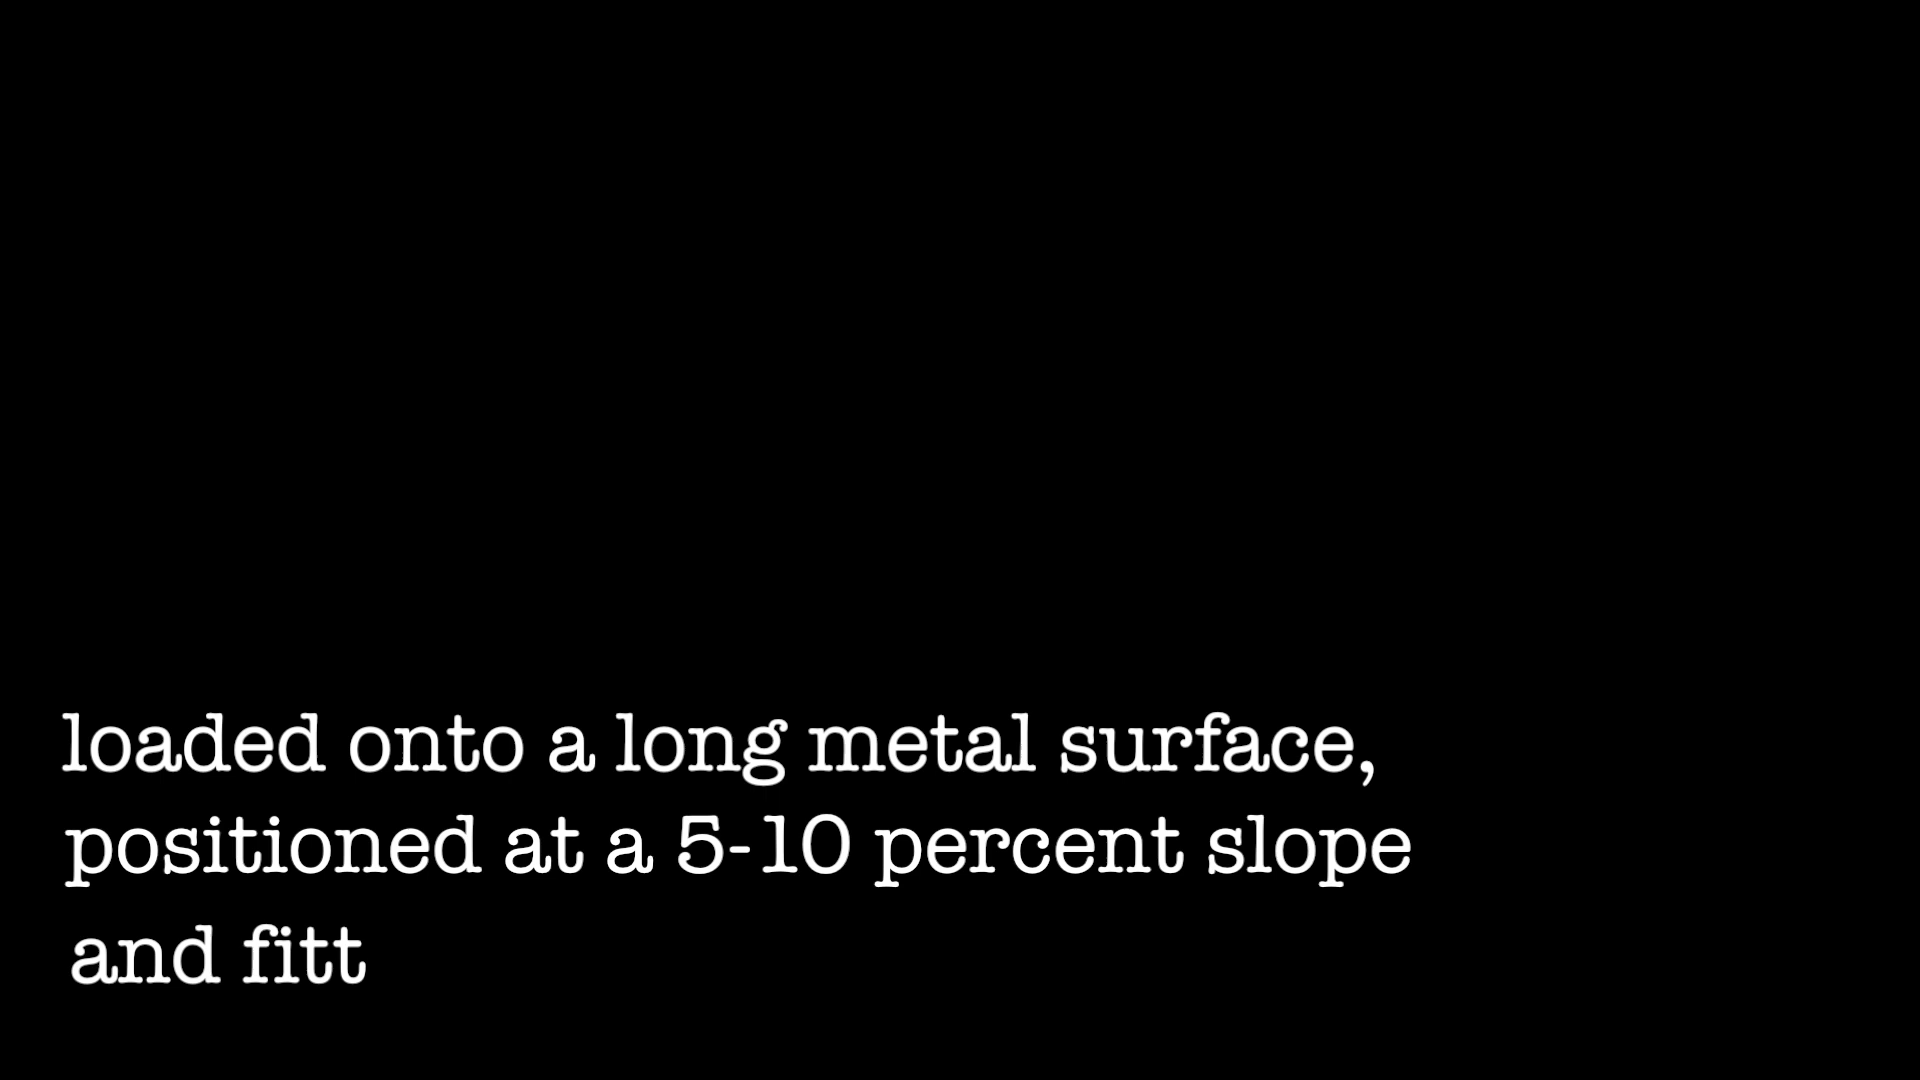 loaded onto a long metal surface,
positioned at a 5-10 percent slope
and fitt